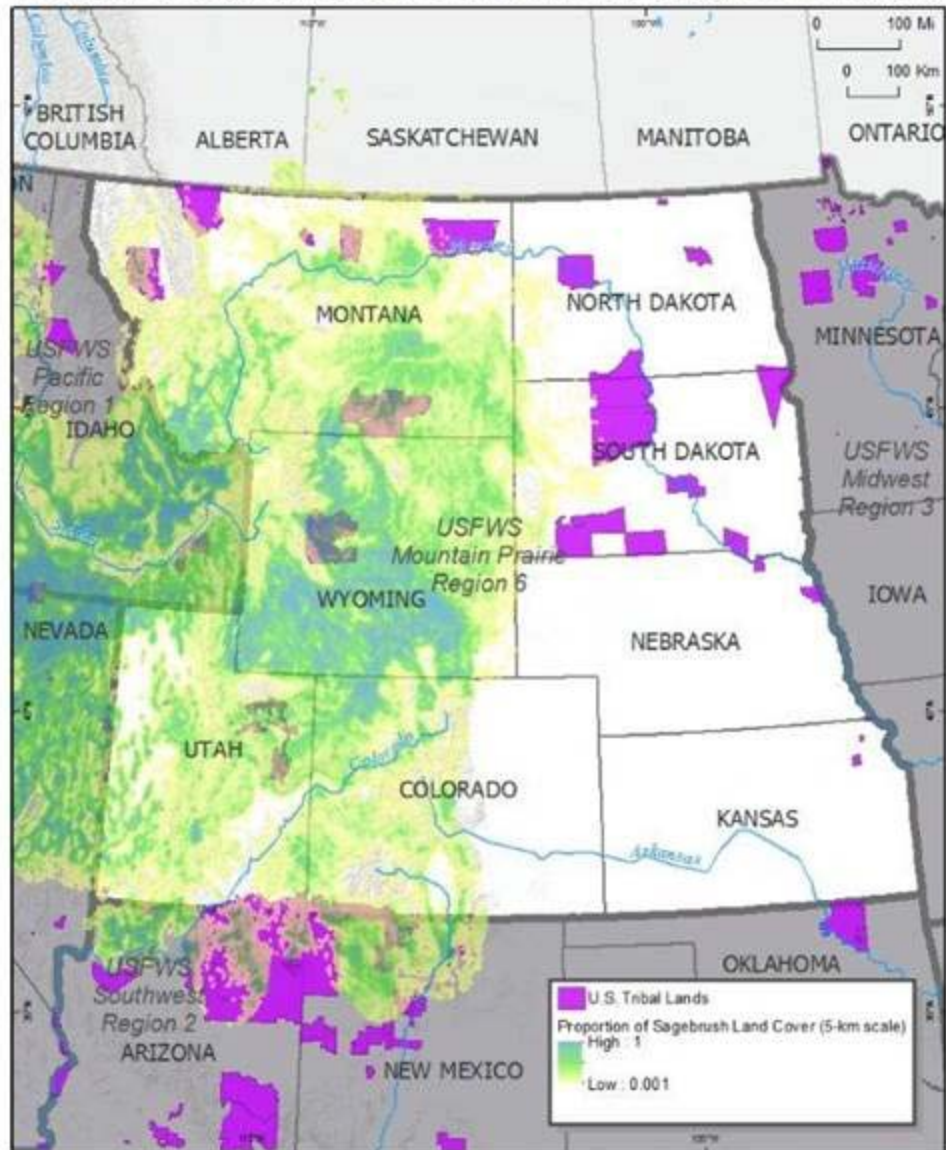 0 100 Mi
0 100 Km
Columbia
Columbia
BRITISH
COLUMBIA
ALBERTA
SASKATCHEWAN
MANITOBA
ONTARIO
MONTANA
NORTH DAKOTA
MINNESOTA
USFWS
Pacific
Region 1
IDAHO
SOUTH DAKOTA
USFWS
Midwest
Region 3
Snake
USFWS
Mountain Prairie
Region 6
WYOMING
IOWA
NEVADA
NEBRASKA
UTAH
Colorado
COLORADO
KANSAS
Arkansas
OKLAHOMA
USFWS
Southwest
Region 2
ARIZONA
NEW MEXICO
U.S. Tribal Lands
Proportion of Sagebrush Land Cover (5-km scale)
High : 1
Low : 0.001